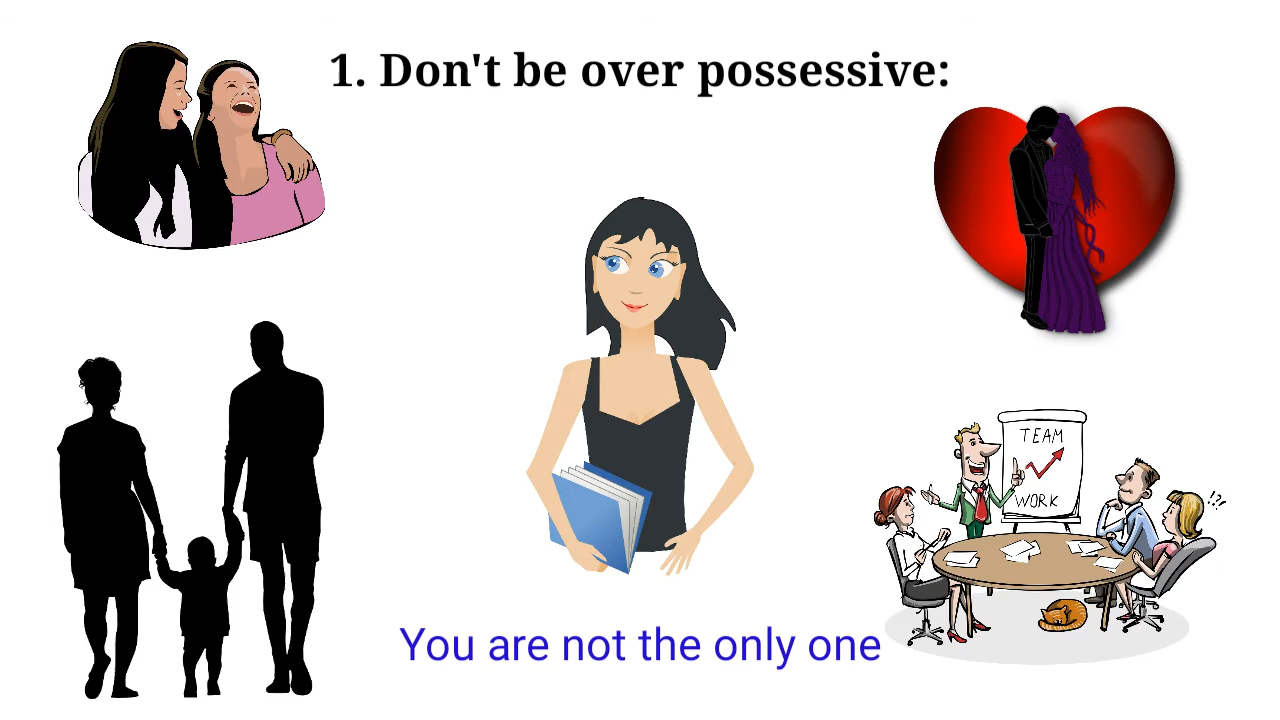 1. Don't be over possessive:
TEAM
WORK
!?!
You are not the only one